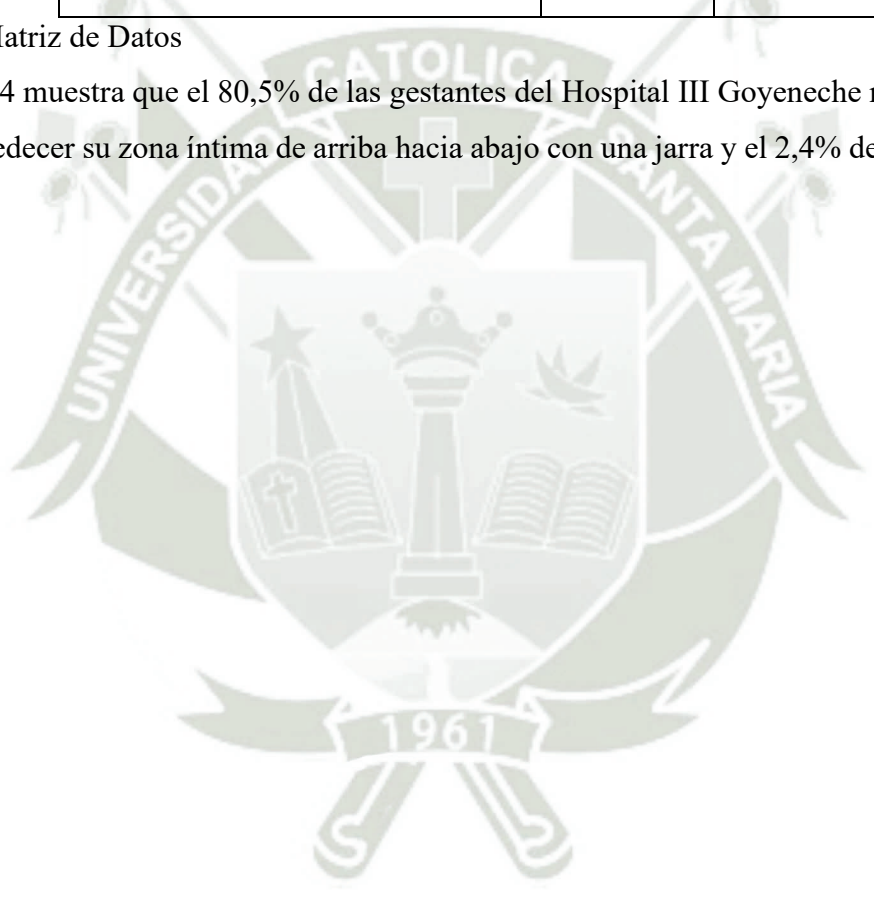 atriz de Datos
4 muestra que el 80,5% de las gestantes del Hospital III Goyeneche
edecer su zona íntima de arriba hacia abajo con una jarra y el 2,4% de
UNIVERSIDAD CATOLICA SANTA MARIA
1961